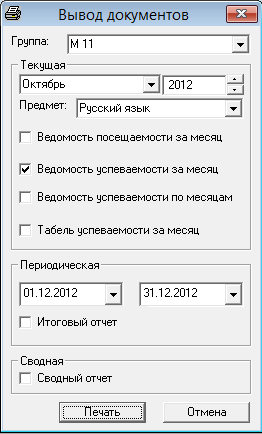 Вывод документов
Группа: М 11
Текущая
Октябрь 2012
Предмет: Русский язык
Ведомость посещаемости за месяц
Ведомость успеваемости за месяц
Ведомость успеваемости по месяцам
Табель успеваемости за месяц
Периодическая
01.12.2012 31.12.2012
Итоговый отчет
Сводная
Сводный отчет
Печать Отмена